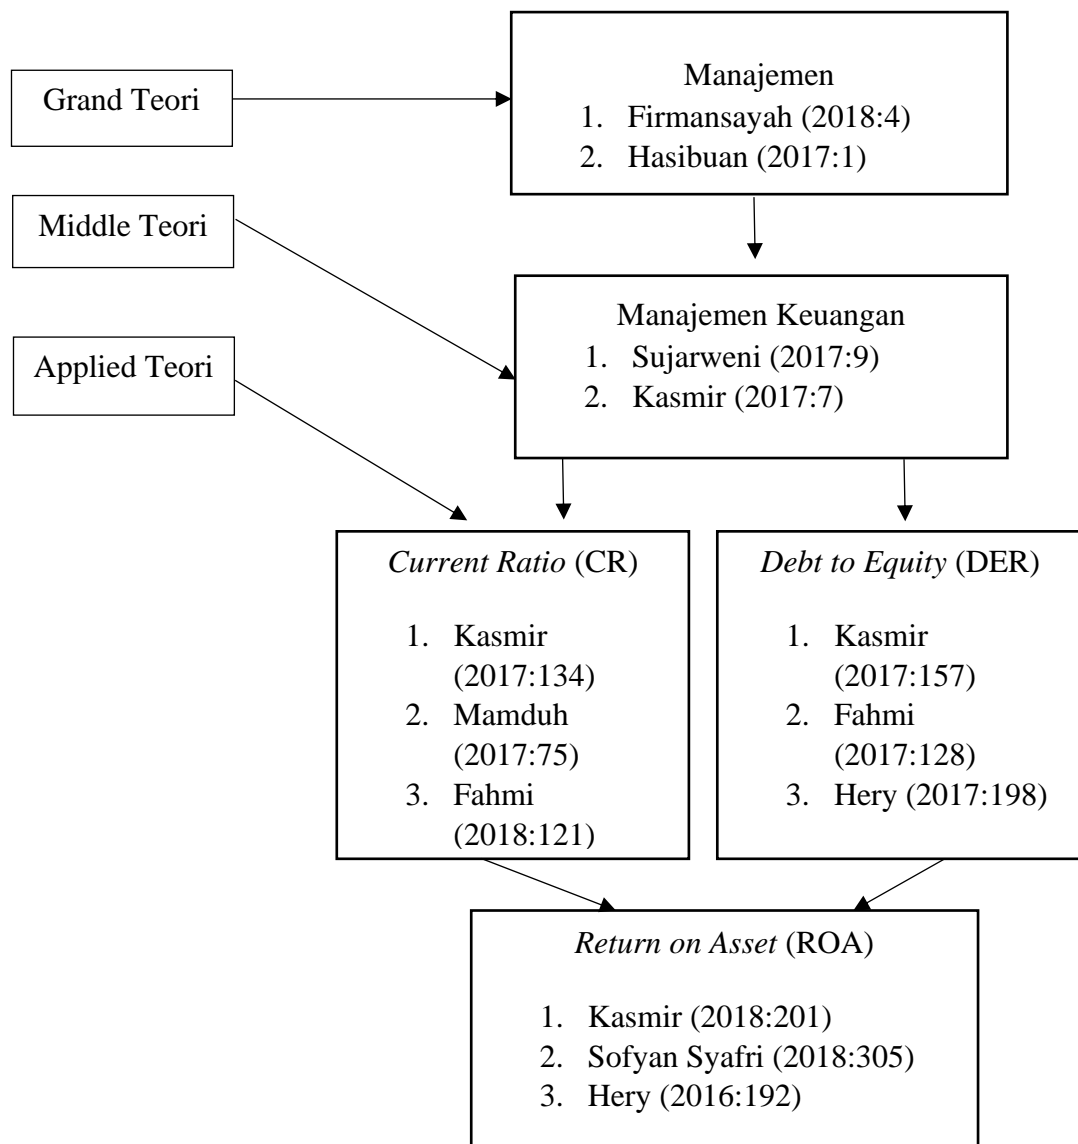 Grand Teori
Manajemen
1. Firmansayah (2018:4)
2. Hasibuan (2017:1)
Middle Teori
Manajemen Keuangan
1. Sujarweni (2017:9)
2. Kasmir (2017:7)
Applied Teori
Current Ratio (CR)
1. Kasmir
(2017:134)
2. Mamduh
(2017:75)
3. Fahmi
(2018:121)
Debt to Equity (DER)
1. Kasmir
(2017:157)
2. Fahmi
(2017:128)
3. Hery (2017:198)
Return on Asset (ROA)
1. Kasmir (2018:201)
2. Sofyan Syafri (2018:305)
3. Hery (2016:192)